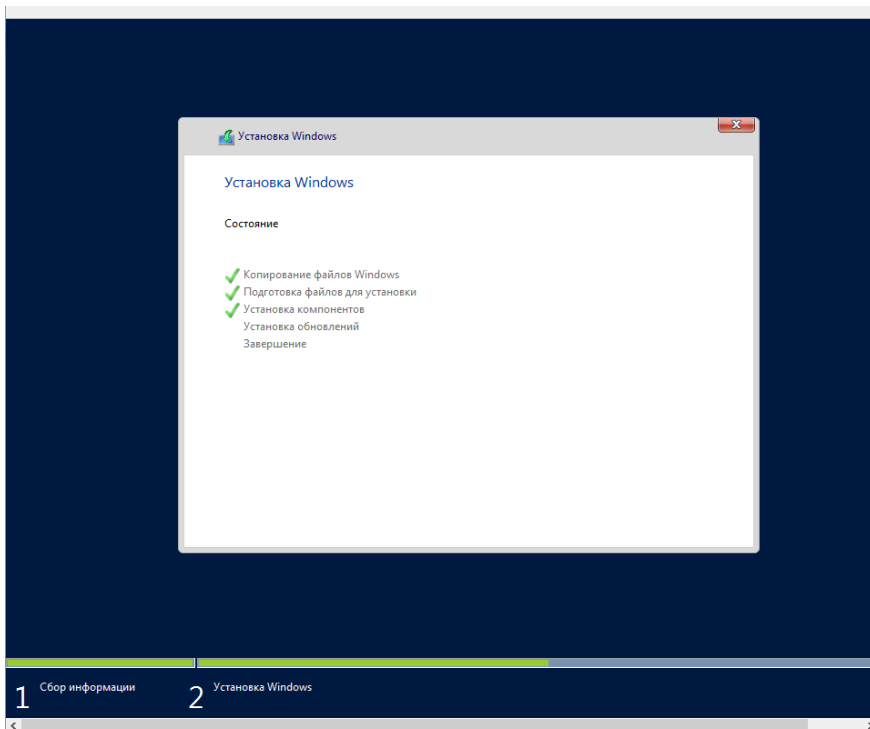 Установка Windows
Установка Windows
Состояние
Копирование файлов Windows
Подготовка файлов для установки
Установка компонентов
Установка обновлений
Завершение
1 Сбор информации
2 Установка Windows